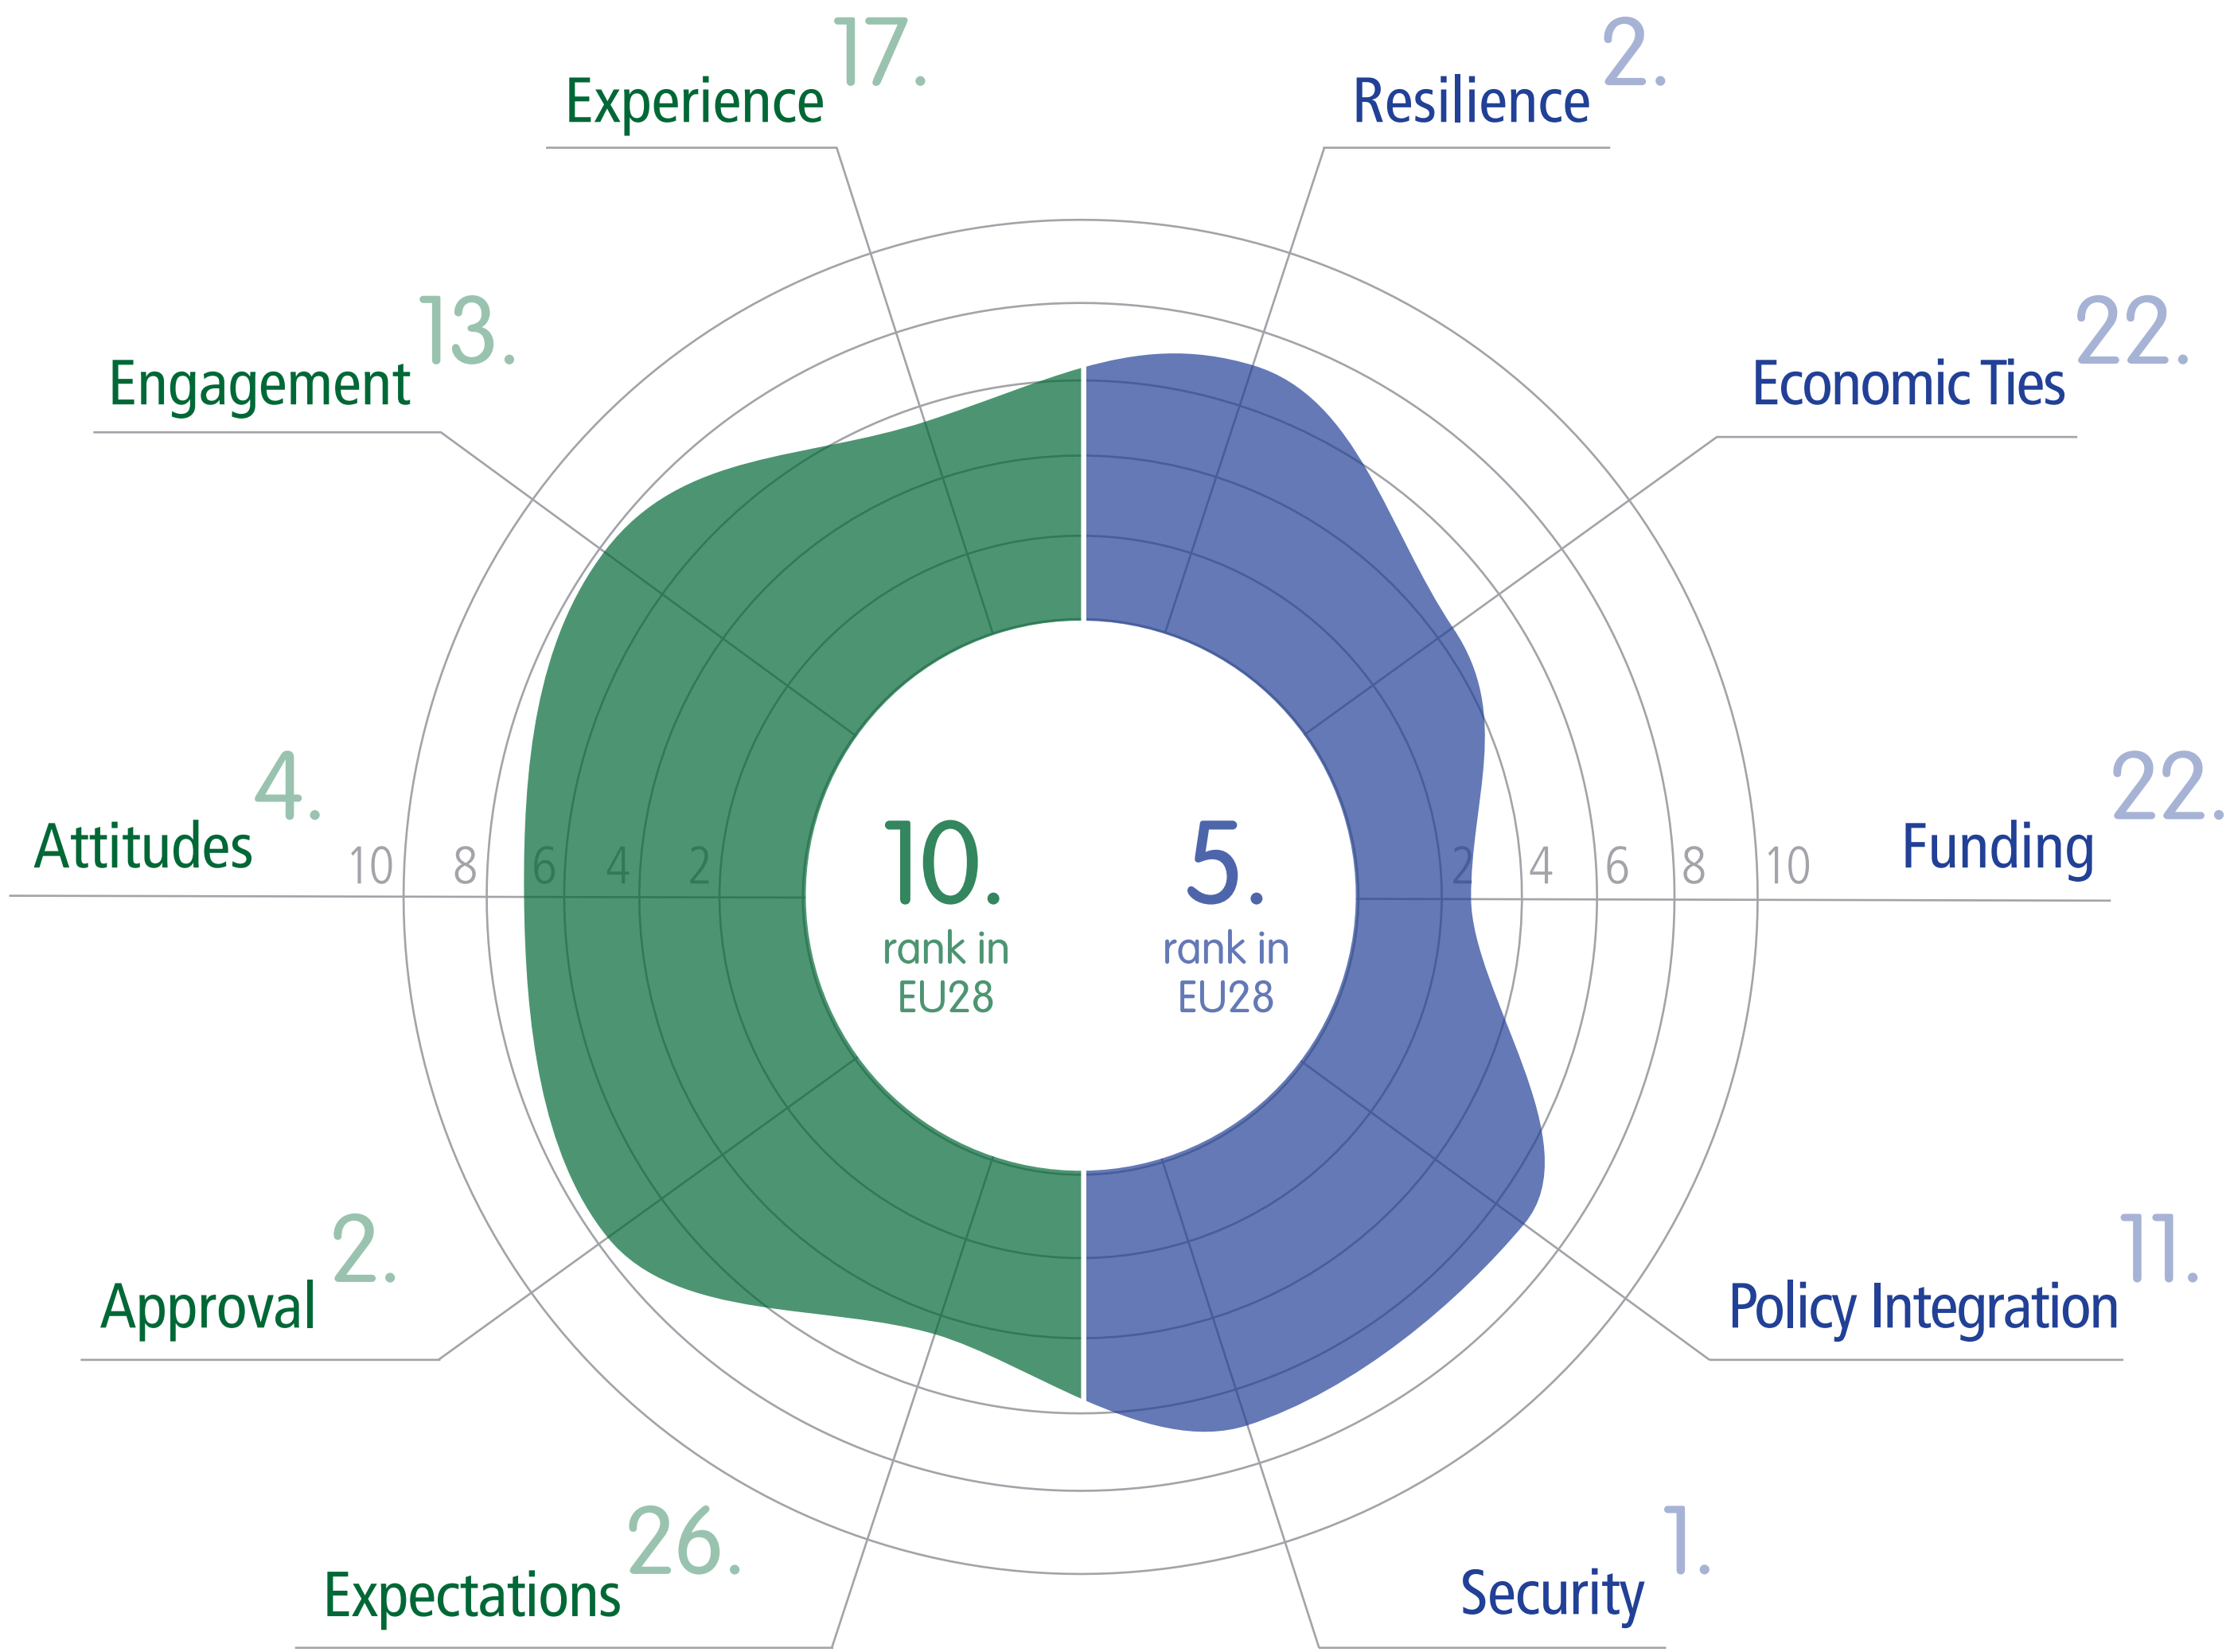 Experience 17.
Resilience 2.
Engagement 13.
Economic Ties 22.
Attitudes 4.
Funding 22.
10 8 6 4 2
2 4 6 8 10
10.
rank in
EU28
5.
rank in
EU28
Approval 2.
Policy Integration 11.
Expectations 26.
Security 1.